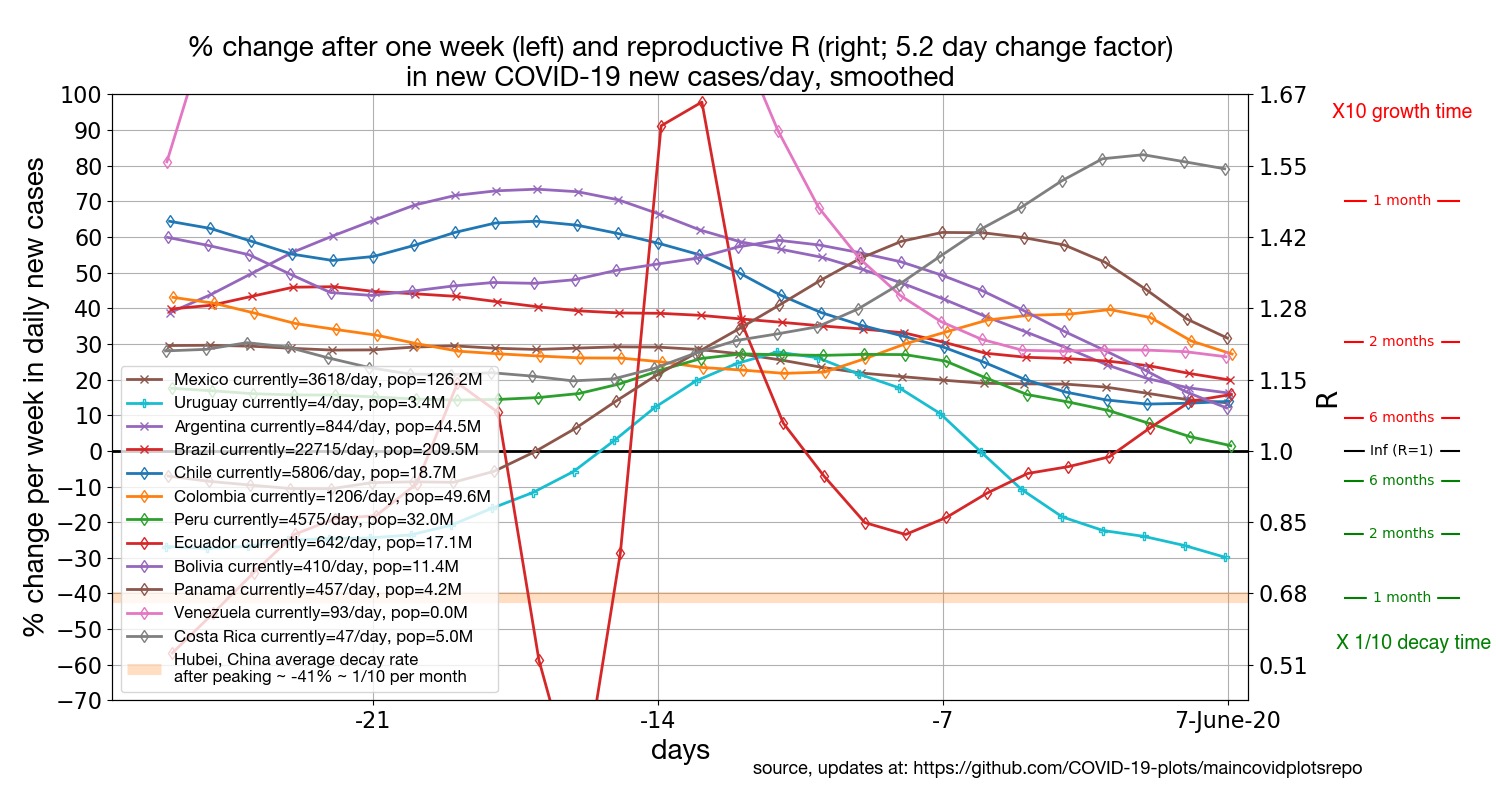 % change after one week (left) and reproductive R (right; 5.2 day change factor)
in new COVID-19 new cases/day, smoothed
% change per week in daily new cases
100
90
80
70
60
50
40
30
20
10
0
−10
−20
−30
−40
−50
−60
−70
Mexico currently=3618/day, pop=126.2M
Uruguay currently=4/day, pop=3.4M
Argentina currently=844/day, pop=44.5M
Brazil currently=22715/day, pop=209.5M
Chile currently=5806/day, pop=18.7M
Colombia currently=1206/day, pop=49.6M
Peru currently=4575/day, pop=32.0M
Ecuador currently=642/day, pop=17.1M
Bolivia currently=410/day, pop=11.4M
Panama currently=457/day, pop=4.2M
Venezuela currently=93/day, pop=0.0M
Costa Rica currently=47/day, pop=5.0M
Hubei, China average decay rate
after peaking ~ -41% ~ 1/10 per month
-21
-14
-7
7-June-20
days
1.67
1.55
1.42
1.28
1.15
1.0
0.85
0.68
0.51
R
X10 growth time
1 month
2 months
6 months
Inf (R=1)
6 months
2 months
1 month
X 1/10 decay time
source, updates at: https://github.com/COVID-19-plots/maincovidplotsrepo